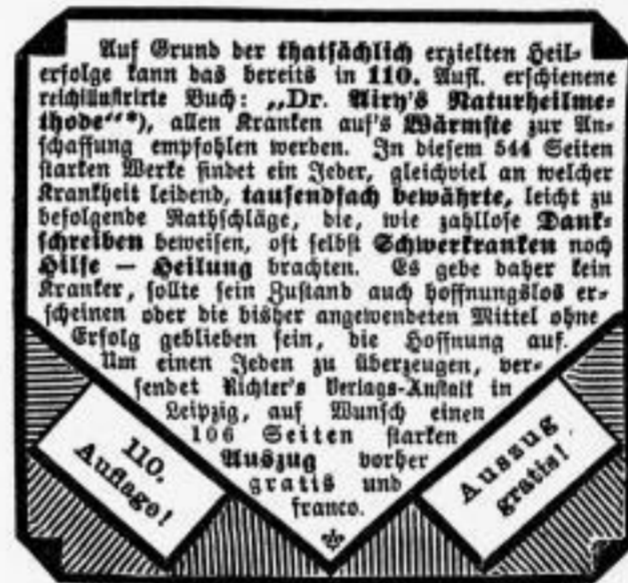 Auf Grund der thatsächlich erzielten Heil-
erfolge kann das bereits in 110. Aufl. erschienene
reichillustrirte Buch: „Dr. Airy's Naturheilme-
thode“*), allen Kranken auf's Wärmste zur An-
schaffung empfohlen werden. In diesem 544 Seiten
starken Werke findet ein Jeder, gleichviel an welcher
Krankheit leidend, tausendfach bewährte, leicht zu
befolgende Rathschläge, die, wie zahllose Dank-
schreiben beweisen, oft selbst Schwerkranken noch
Hilfe — Heilung brachten. Es gebe daher kein
Kranker, sollte sein Zustand auch hoffnungslos er-
scheinen oder die bisher angewendeten Mittel ohne
Erfolg geblieben sein, die Hoffnung auf.
Um einen Jeden zu überzeugen, ver-
sendet Richter's Verlags-Anstalt in
Leipzig, auf Wunsch einen
106 Seiten starken
Auszug vorher
gratis und
franco.
110.
Auflage!
Auszug
gratis!